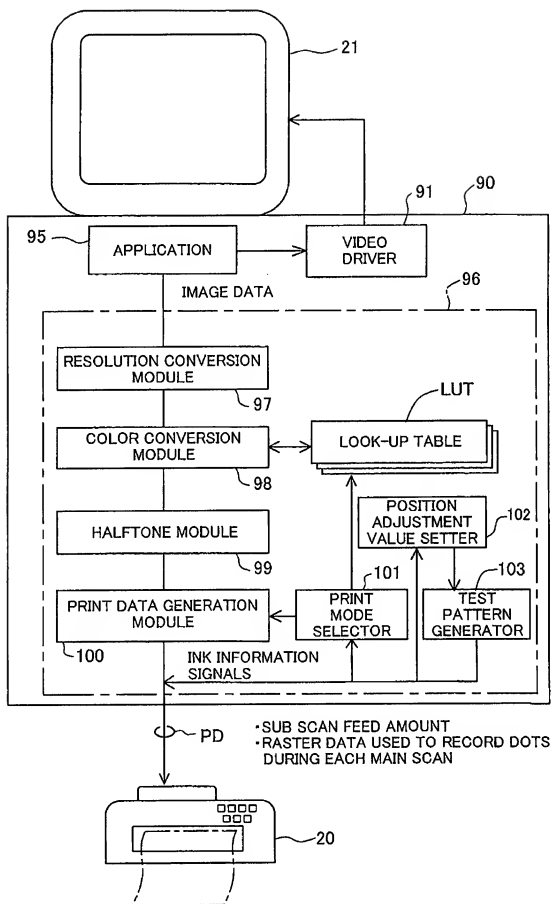 21
90
91
95
APPLICATION
VIDEO
DRIVER
IMAGE DATA
96
RESOLUTION CONVERSION
MODULE
97
LUT
COLOR CONVERSION
MODULE
98
LOOK-UP TABLE
POSITION
ADJUSTMENT
VALUE SETTER
102
HALFTONE MODULE
99
101
103
PRINT DATA GENERATION
MODULE
100
PRINT
MODE
SELECTOR
TEST
PATTERN
GENERATOR
INK INFORMATION
SIGNALS
PD
•SUB SCAN FEED AMOUNT
•RASTER DATA USED TO RECORD DOTS
DURING EACH MAIN SCAN
20